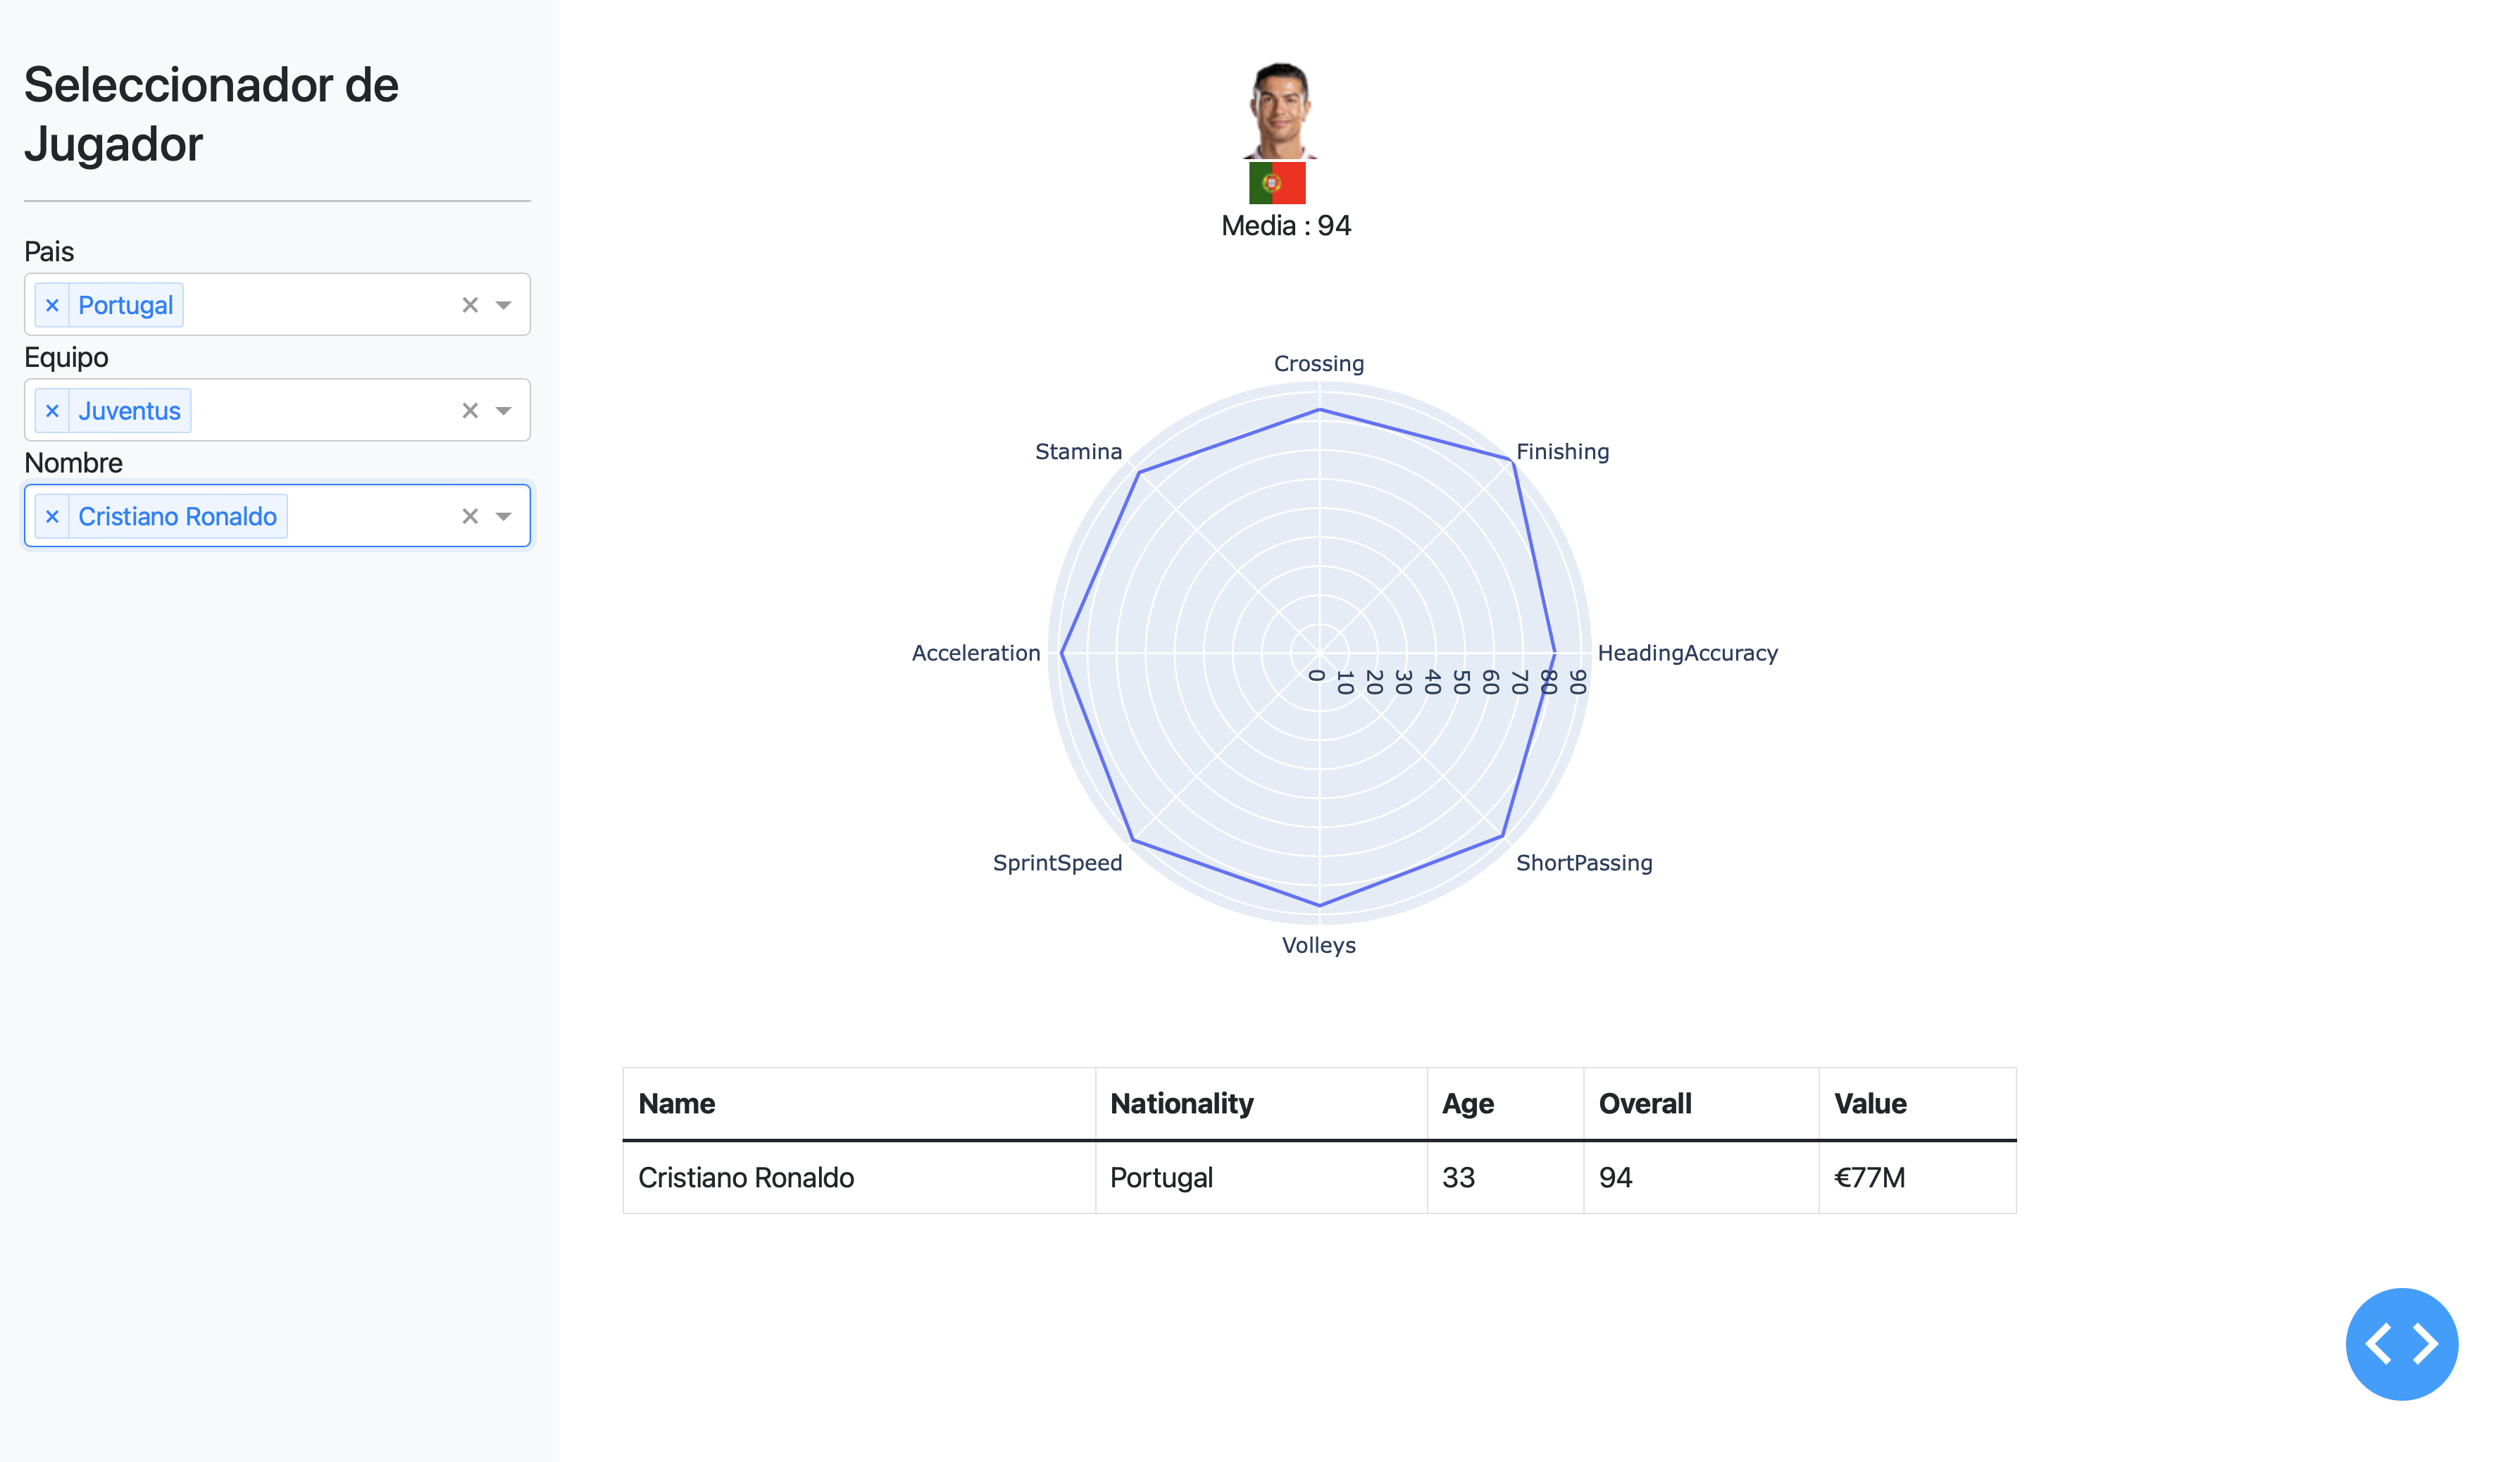 Seleccionador de
Jugador
Pais
× Portugal
Equipo
× Juventus
Nombre
× Cristiano Ronaldo
Media : 94
Crossing
Stamina
Finishing
Acceleration
HeadingAccuracy
0 10 20 30 40 50 60 70 80 90
SprintSpeed
ShortPassing
Volleys
Name Nationality Age Overall Value
Cristiano Ronaldo Portugal 33 94 €77M